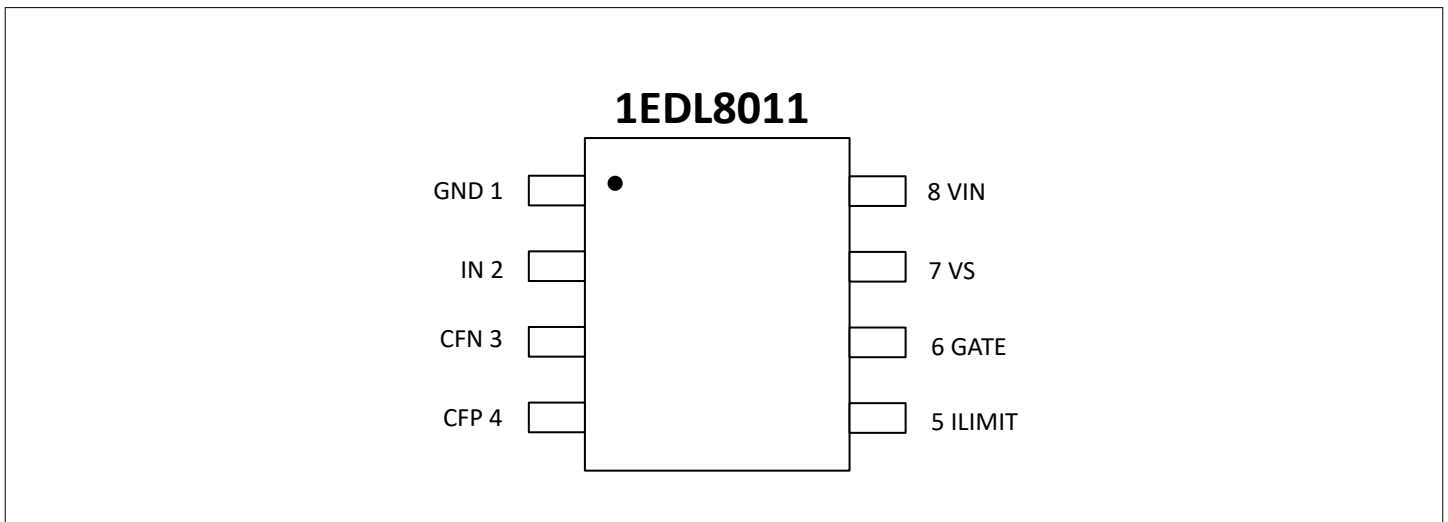 1EDL8011
GND 1
IN 2
CFN 3
CFP 4
8 VIN
7 VS
6 GATE
5 ILIMIT